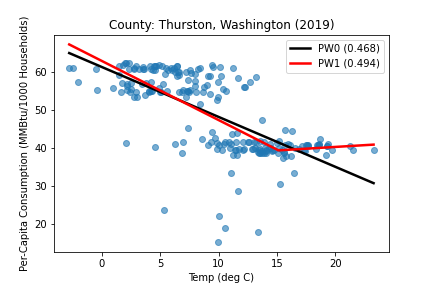 County: Thurston, Washington (2019)
PW0 (0.468)
PW1 (0.494)
Per-Capita Consumption (MMBtu/1000 Households)
60
50
40
30
20
0
5
10
15
20
Temp (deg C)